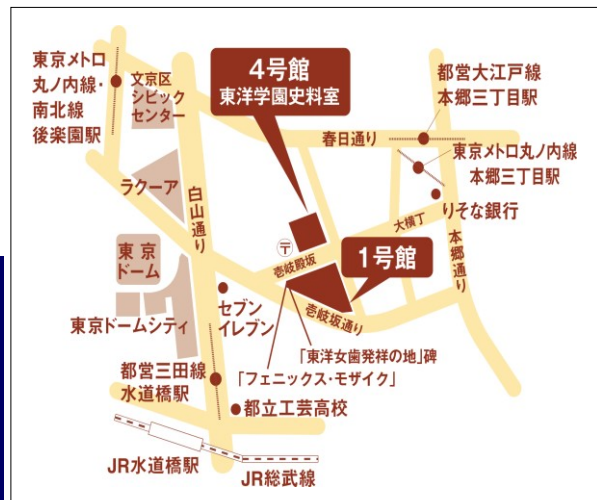 東京メトロ
丸ノ内線・
南北線
後楽園駅
文京区
シビック
センター
4号館
東洋学園史料室
都営大江戸線
本郷三丁目駅
春日通り
東京メトロ丸ノ内線
本郷三丁目駅
りそな銀行
ラクーア
白山通り
大横丁
本郷通り
〒
壱岐殿坂
1号館
東京
ドーム
東京ドームシティ
セブン
イレブン
壱岐坂通り
「東洋女歯発祥の地」碑
「フェニックス・モザイク」
都営三田線
水道橋駅
都立工芸高校
JR水道橋駅
JR総武線